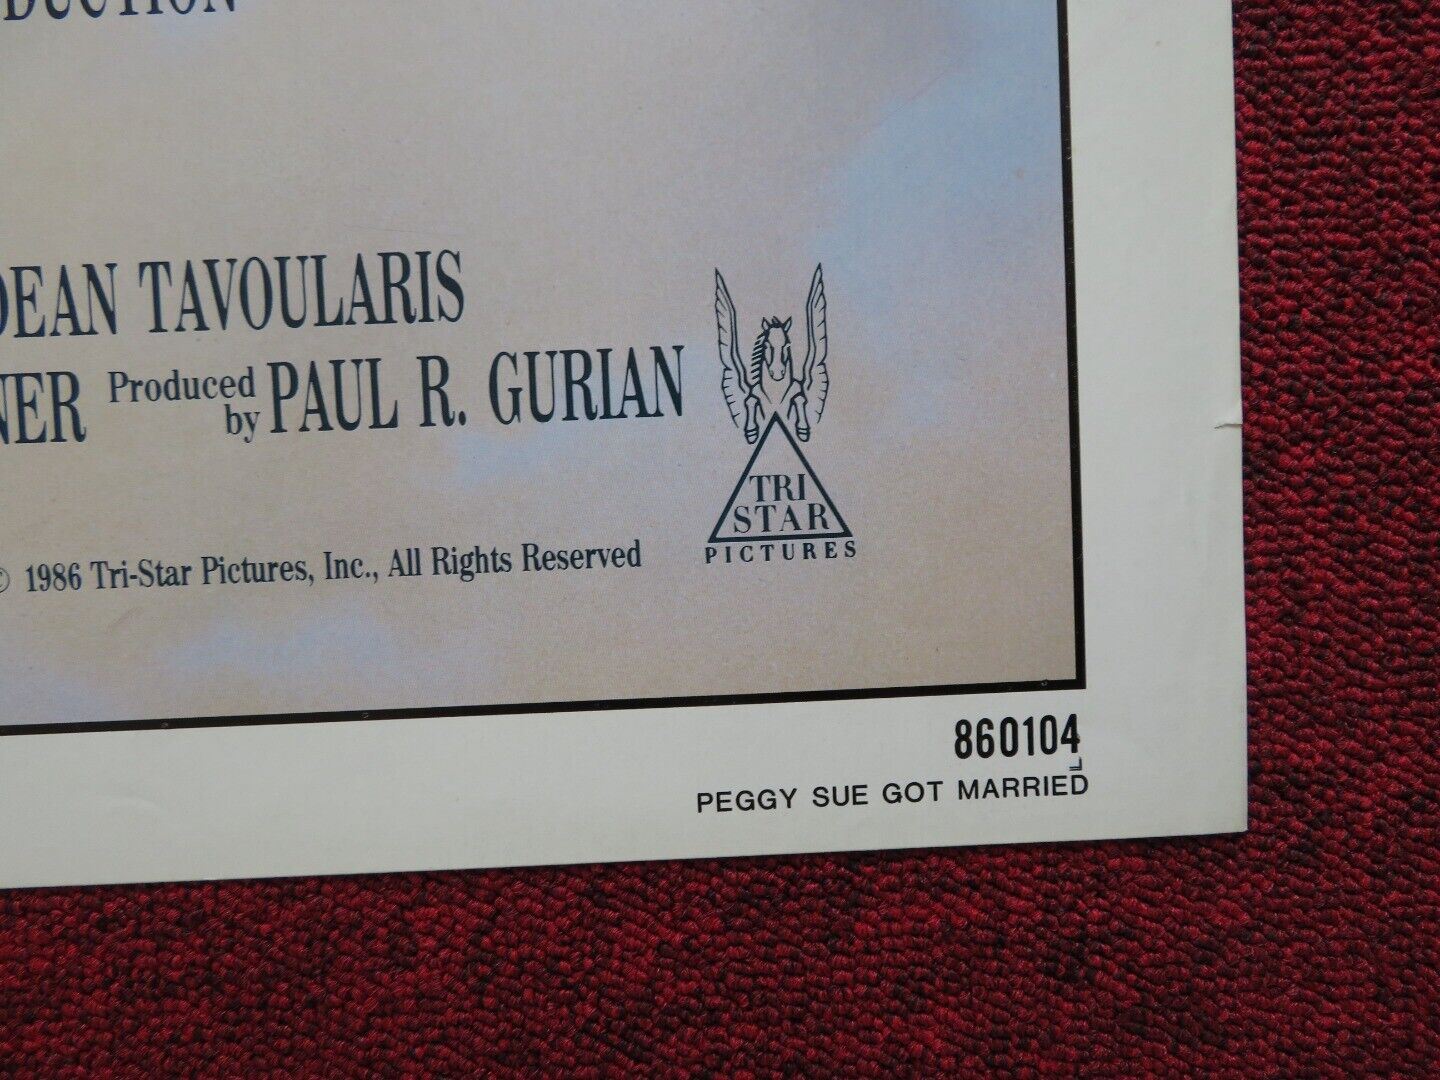 DEAN TAVOULARIS
Produced by PAUL R. GURIAN
TRI
STAR
PICTURES
© 1986 Tri-Star Pictures, Inc., All Rights Reserved
860104
PEGGY SUE GOT MARRIED